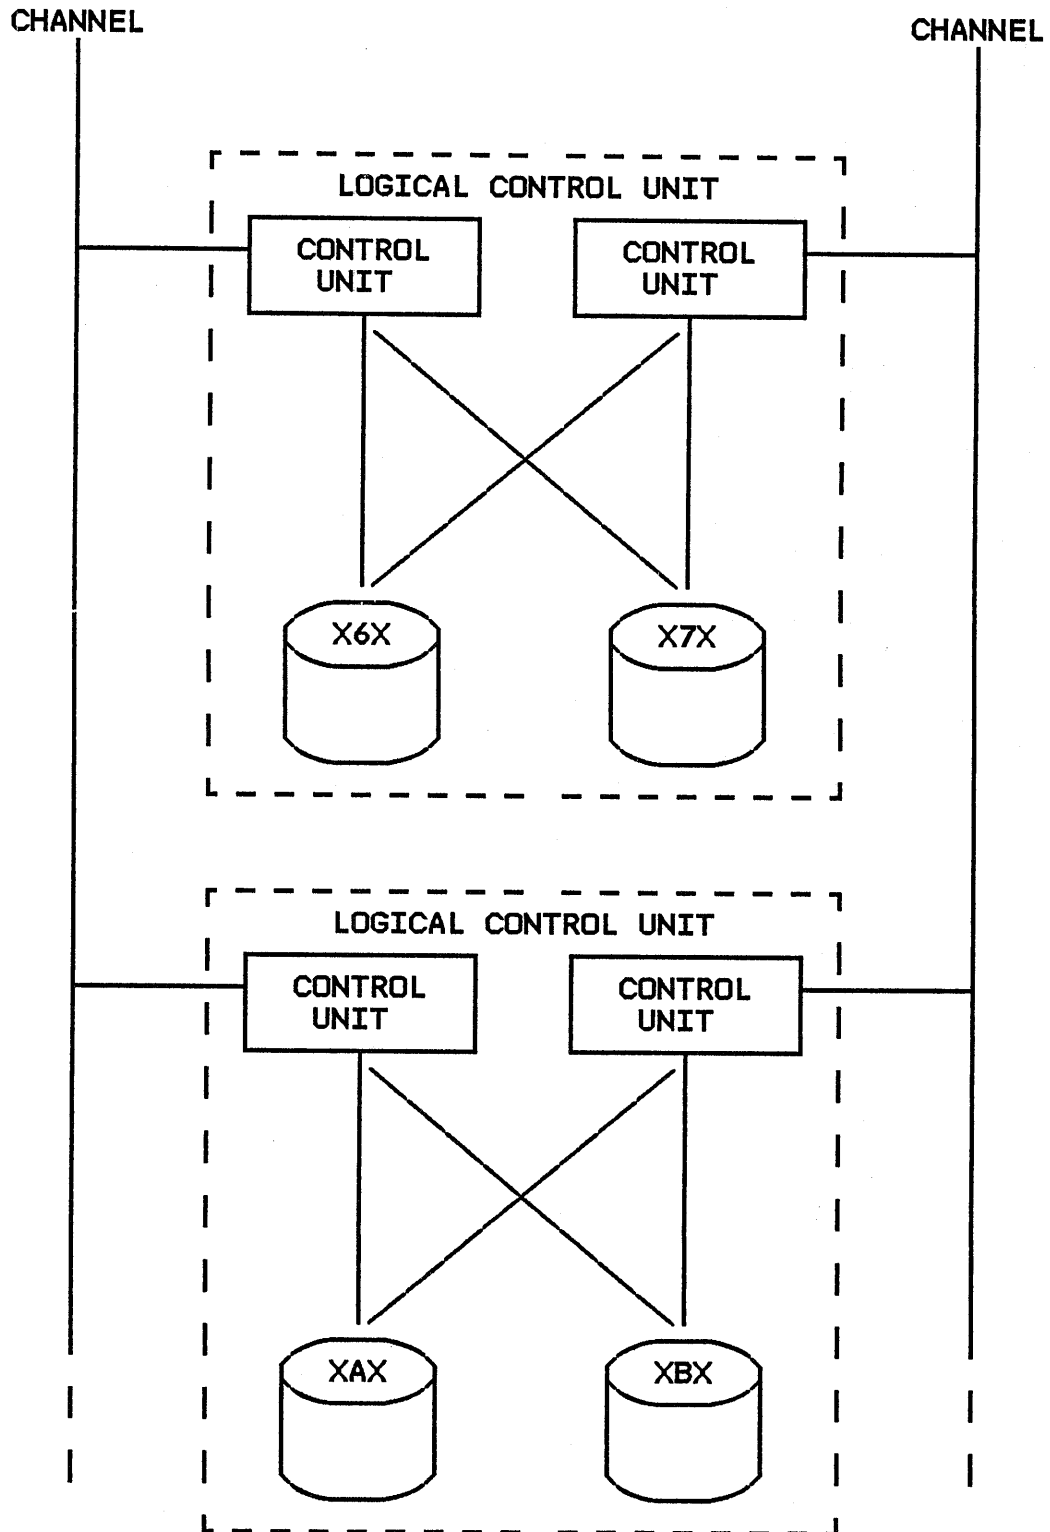 CHANNEL
CHANNEL
LOGICAL CONTROL UNIT
CONTROL
UNIT
CONTROL
UNIT
X6X
X7X
LOGICAL CONTROL UNIT
CONTROL
UNIT
CONTROL
UNIT
XAX
XBX